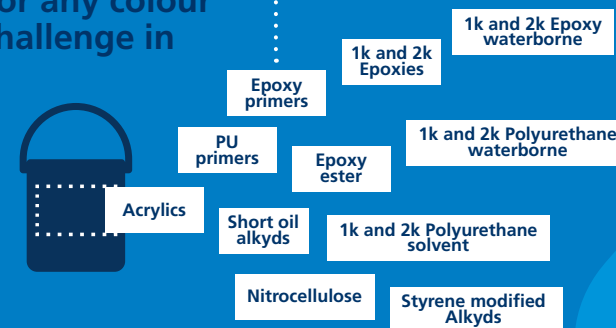 or any colour
hallenge in
1k and 2k Epoxy
waterborne
1k and 2k
Epoxies
Epoxy
primers
1k and 2k Polyurethane
waterborne
PU
primers
Epoxy
ester
Acrylics
Short oil
alkyds
1k and 2k Polyurethane
solvent
Nitrocellulose
Styrene modified
Alkyds